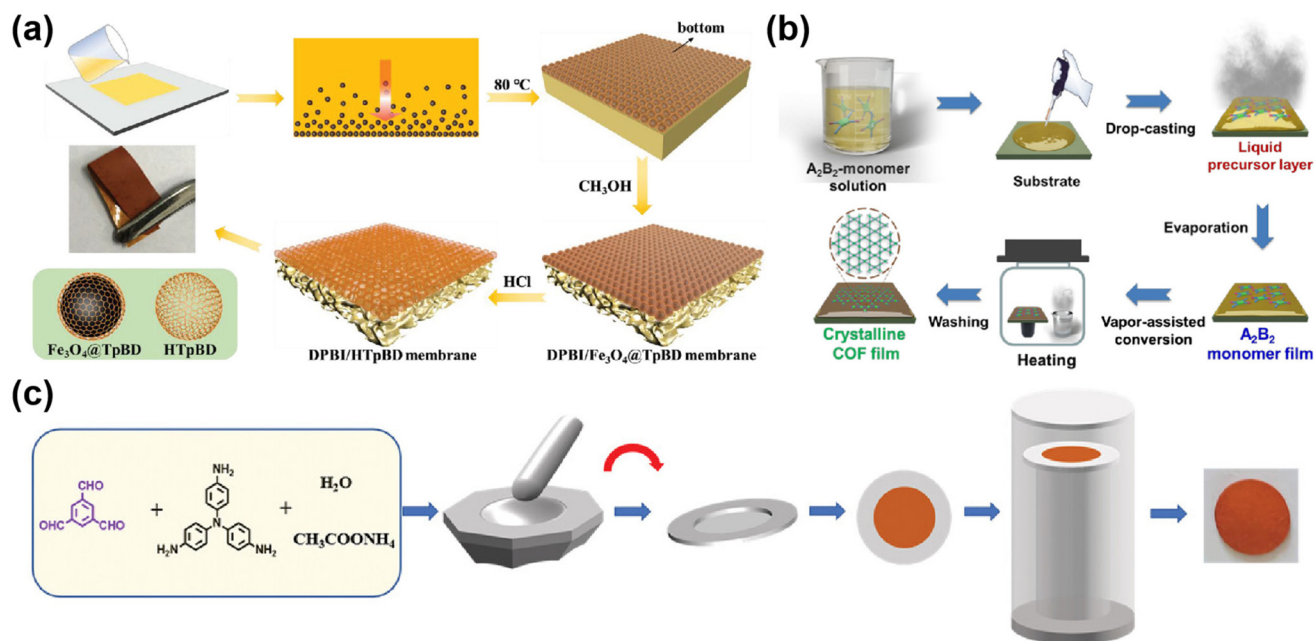 (a)
bottom
80 °C
CH₃OH
HCl
Fe₃O₄@TpBD
HTpBD
DPBI/HTpBD membrane
DPBI/Fe₃O₄@TpBD membrane
(b)
A₂B₂-monomer
solution
Substrate
Drop-casting
Liquid
precursor layer
Evaporation
A₂B₂
monomer film
Vapor-assisted
conversion
Heating
Washing
Crystalline
COF film
(c)
CHO
OHC
CHO
+
NH₂
N
H₂N
NH₂
+
H₂O
CH₃COONH₄